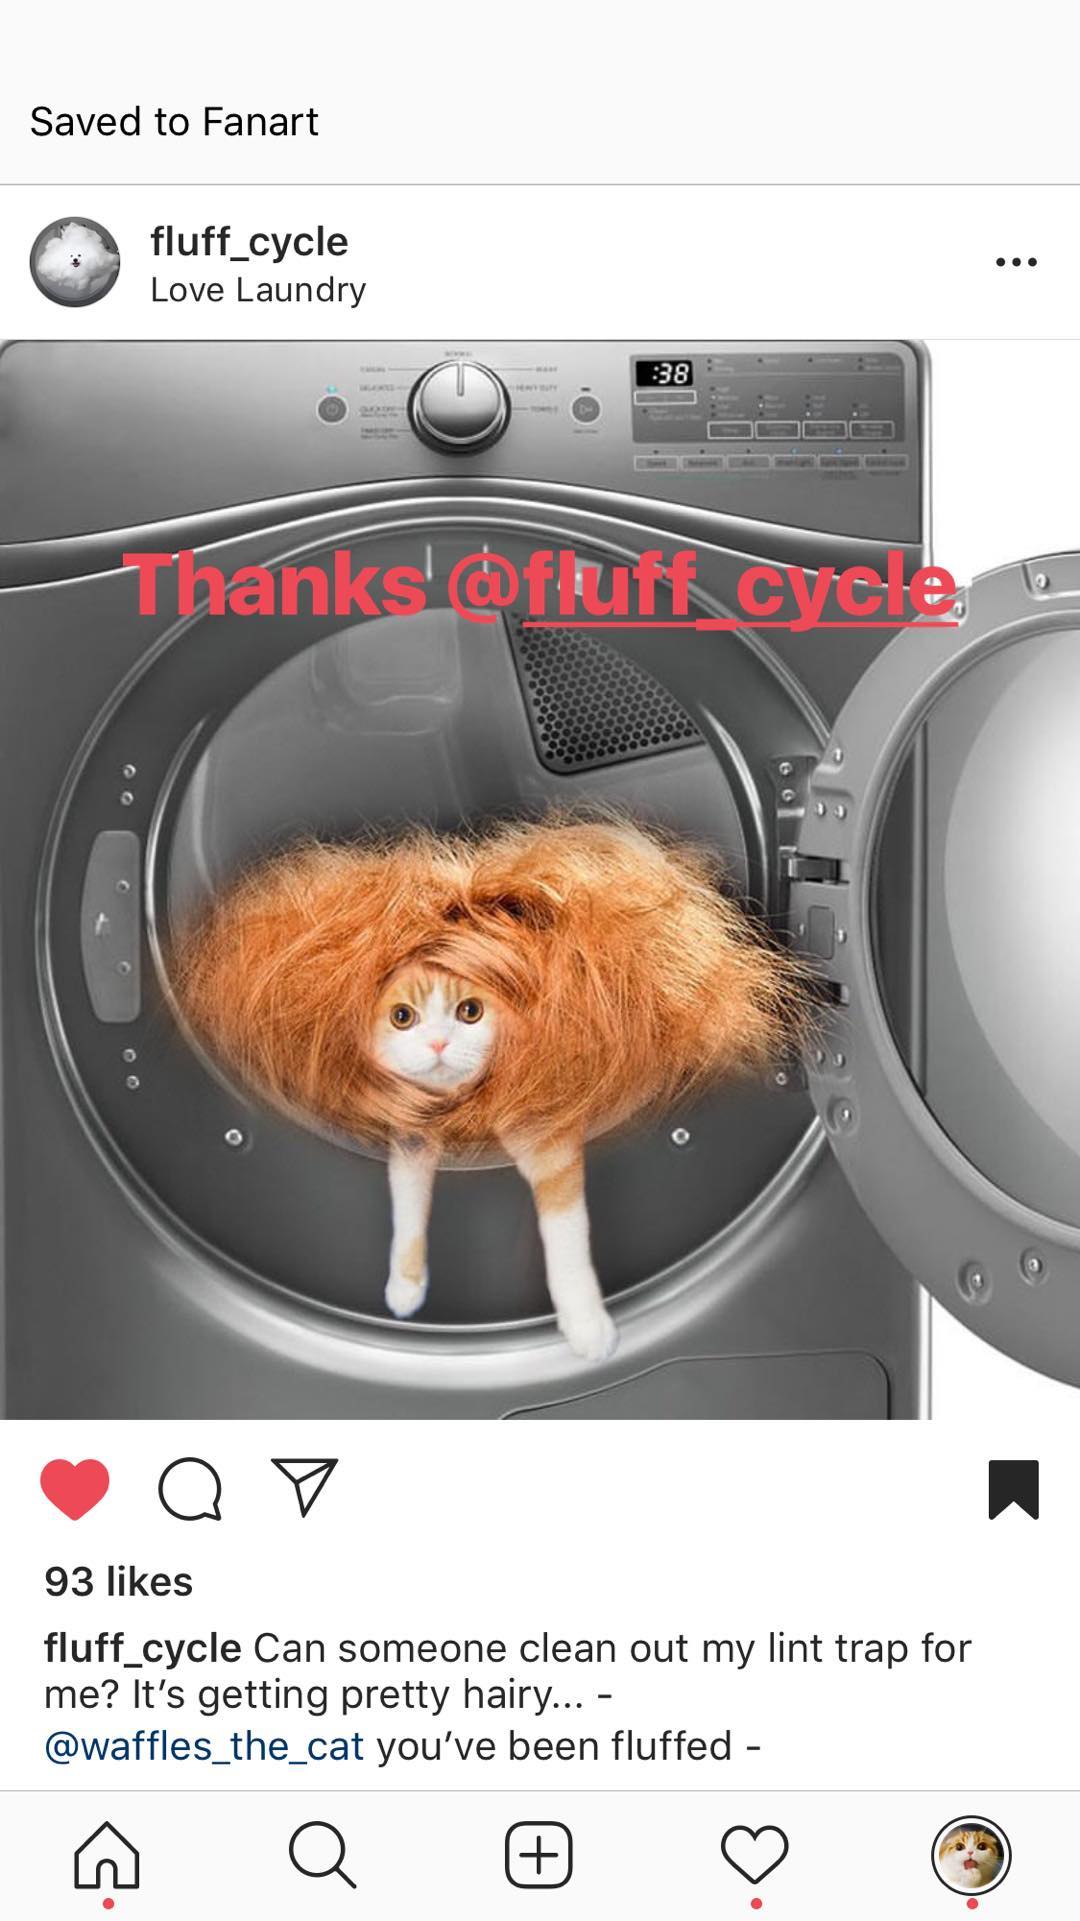 Saved to Fanart
fluff_cycle
Love Laundry
:38
Thanks @fluff_cycle
93 likes
fluff_cycle Can someone clean out my lint trap for
me? It’s getting pretty hairy... -
@waffles_the_cat you’ve been fluffed -